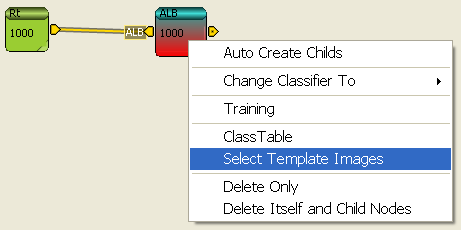 Rt
1000
ALB
ALB
1000
Auto Create Childs
Change Classifier To
Training
ClassTable
Select Template Images
Delete Only
Delete Itself and Child Nodes